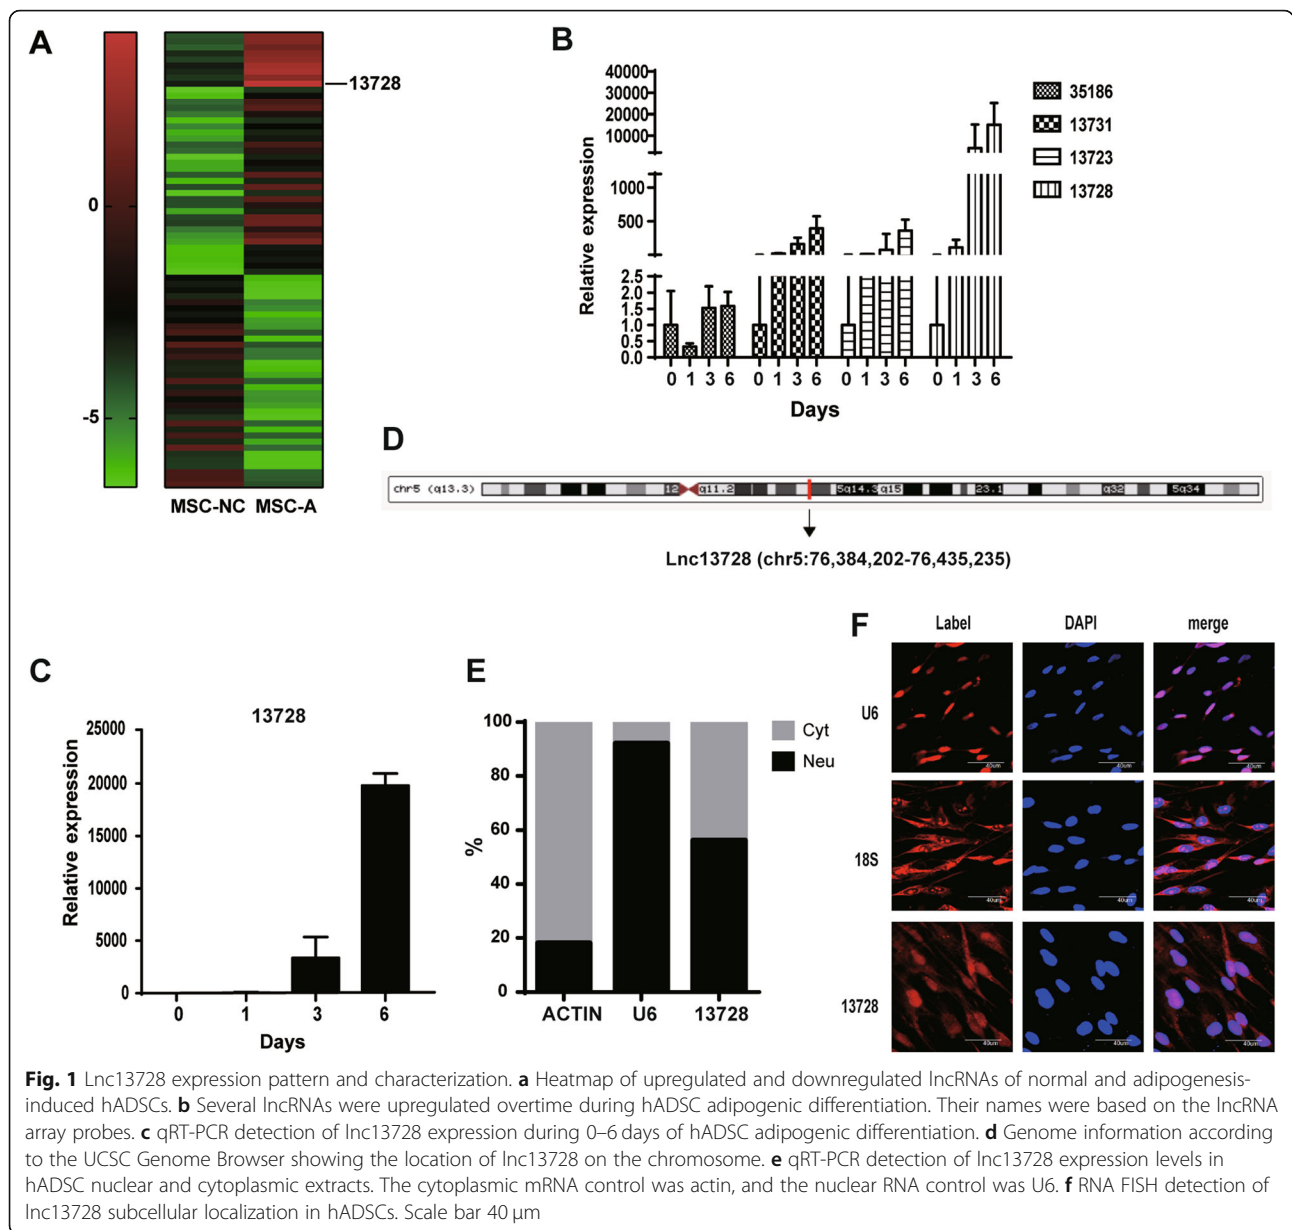 A
0
-5
13728
MSC-NC MSC-A
B
Relative expression
40000
30000
20000
10000
1000
500
2.5
2.0
1.5
1.0
0.5
0.0
0 1 3 6 0 1 3 6 0 1 3 6 0 1 3 6
Days
35186
13731
13723
13728
D
chr5 (q13.3)
12
q11.2
5q14.3
q15
23.1
q32
5q34
Lnc13728 (chr5:76,384,202-76,435,235)
C
13728
Relative expression
25000
20000
15000
10000
5000
0
0 1 3 6
Days
E
%
100
80
60
40
20
0
ACTIN U6 13728
Cyt
Neu
F
Label DAPI merge
U6
40um 40um 40um
18S
40um 40um 40um
13728
40um 40um 40um
Fig. 1 Lnc13728 expression pattern and characterization. a Heatmap of upregulated and downregulated lncRNAs of normal and adipogenesis-
induced hADSCs. b Several lncRNAs were upregulated overtime during hADSC adipogenic differentiation. Their names were based on the lncRNA
array probes. c qRT-PCR detection of lnc13728 expression during 0–6 days of hADSC adipogenic differentiation. d Genome information according
to the UCSC Genome Browser showing the location of lnc13728 on the chromosome. e qRT-PCR detection of lnc13728 expression levels in
hADSC nuclear and cytoplasmic extracts. The cytoplasmic mRNA control was actin, and the nuclear RNA control was U6. f RNA FISH detection of
lnc13728 subcellular localization in hADSCs. Scale bar 40 μm